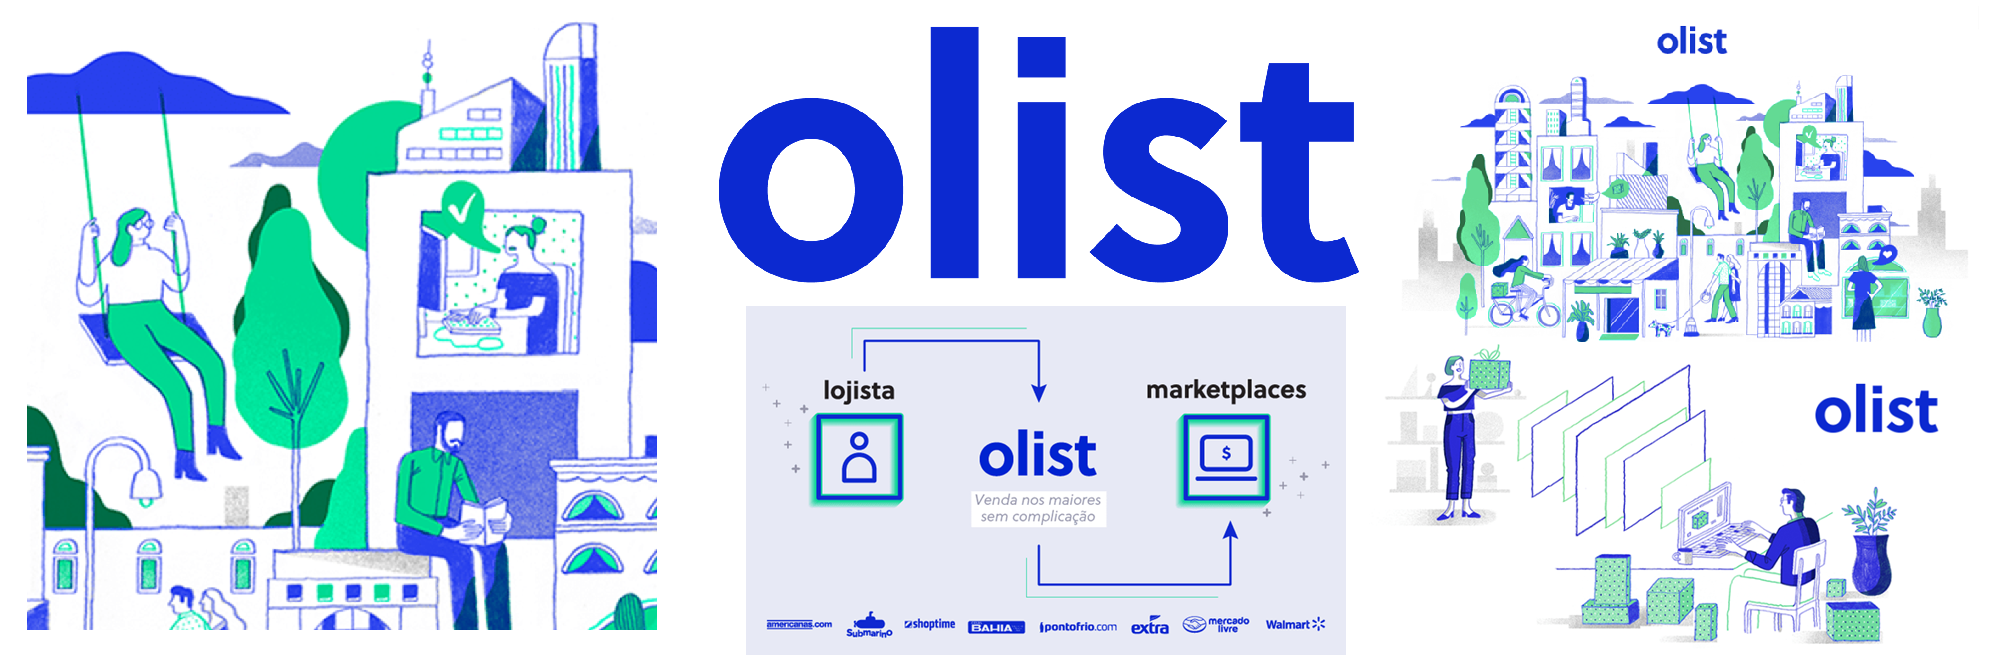 olist
lojista
marketplaces
olist
Venda nos maiores
sem complicação
$
americanas.com
Submarino
shoptime
BAHIA
pontofrio.com
extra
mercado
livre
Walmart
olist
olist